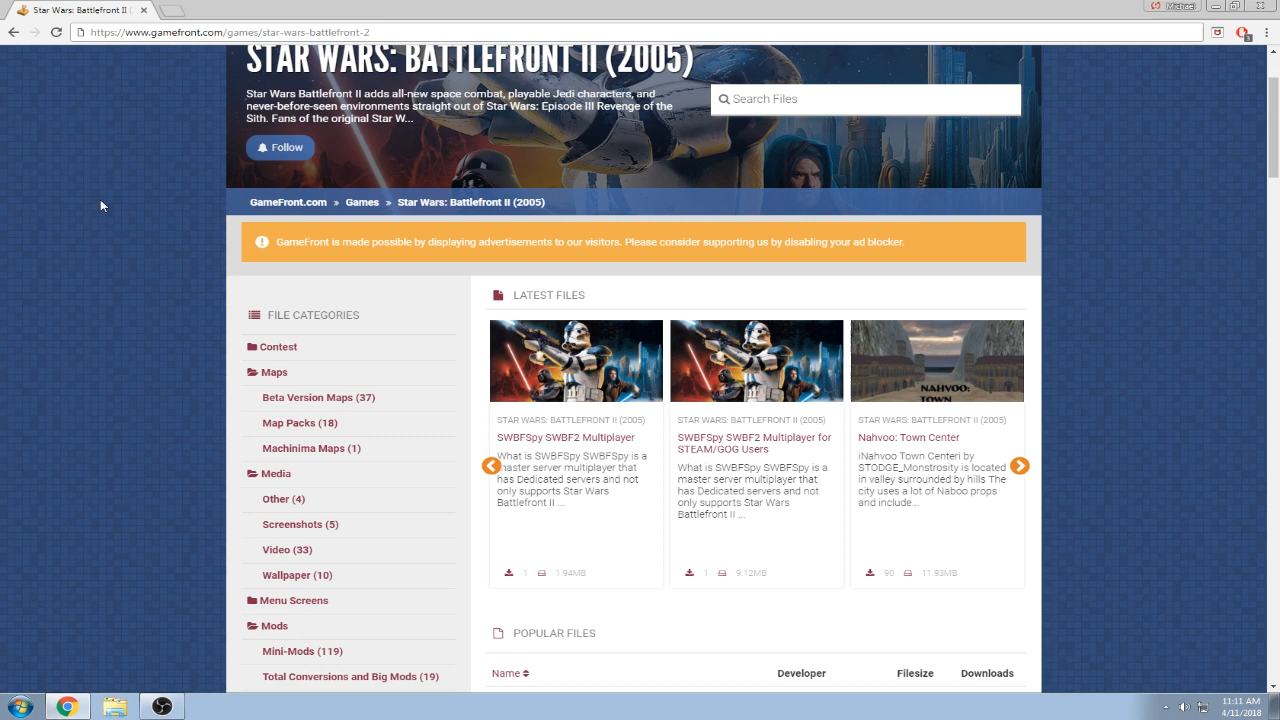 Star Wars: Battlefront II (
Michael
https://www.gamefront.com/games/star-wars-battlefront-2
3
STAR WARS: BATTLEFRONT II (2005)
Star Wars Battlefront II adds all-new space combat, playable Jedi characters, and
never-before-seen environments straight out of Star Wars: Episode III Revenge of the
Sith. Fans of the original Star W...
Search Files
Follow
GameFront.com » Games » Star Wars: Battlefront II (2005)
GameFront is made possible by displaying advertisements to our visitors. Please consider supporting us by disabling your ad blocker.
FILE CATEGORIES
Contest
Maps
Beta Version Maps (37)
Map Packs (18)
Machinima Maps (1)
Media
Other (4)
Screenshots (5)
Video (33)
Wallpaper (10)
Menu Screens
Mods
Mini-Mods (119)
Total Conversions and Big Mods (19)
LATEST FILES
STAR WARS: BATTLEFRONT II (2005)
SWBFSpy SWBF2 Multiplayer
What is SWBFSpy SWBFSpy is a
master server multiplayer that
has Dedicated servers and not
only supports Star Wars
Battlefront II ...
1 1.94MB
STAR WARS: BATTLEFRONT II (2005)
SWBFSpy SWBF2 Multiplayer for
STEAM/GOG Users
What is SWBFSpy SWBFSpy is a
master server multiplayer that
has Dedicated servers and not
only supports Star Wars
Battlefront II ...
1 9.12MB
NAHVOO:
TOWN
STAR WARS: BATTLEFRONT II (2005)
Nahvoo: Town Center
iNahvoo Town Centeri by
STODGE_Monstrosity is located
in valley surrounded by hills The
city uses a lot of Naboo props
and include...
90 11.93MB
POPULAR FILES
Name Developer Filesize Downloads
11:11 AM
4/11/2018